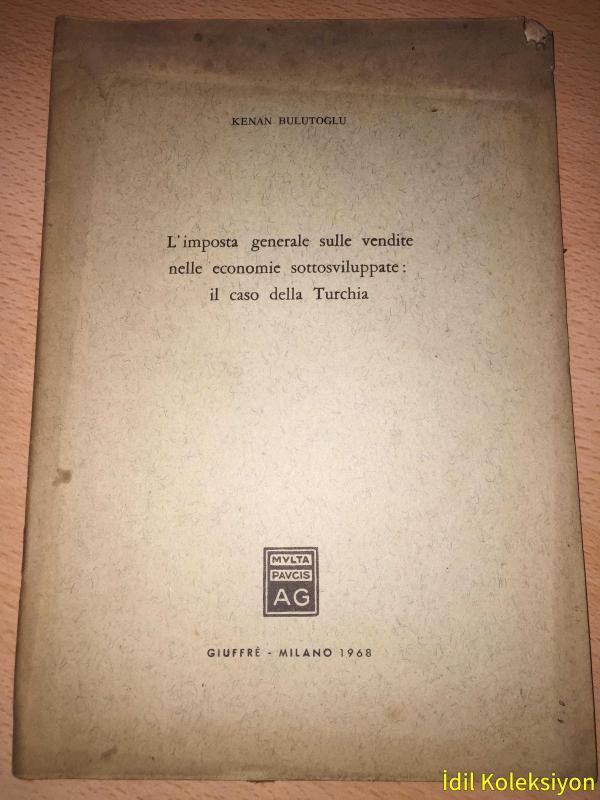 KENAN BULUTOGLU
L'imposta generale sulle vendite
nelle economie sottosviluppate:
il caso della Turchia
MVLTA
PAVCIS
AG
GIUFFRÈ - MILANO 1968
İdil Koleksiyon